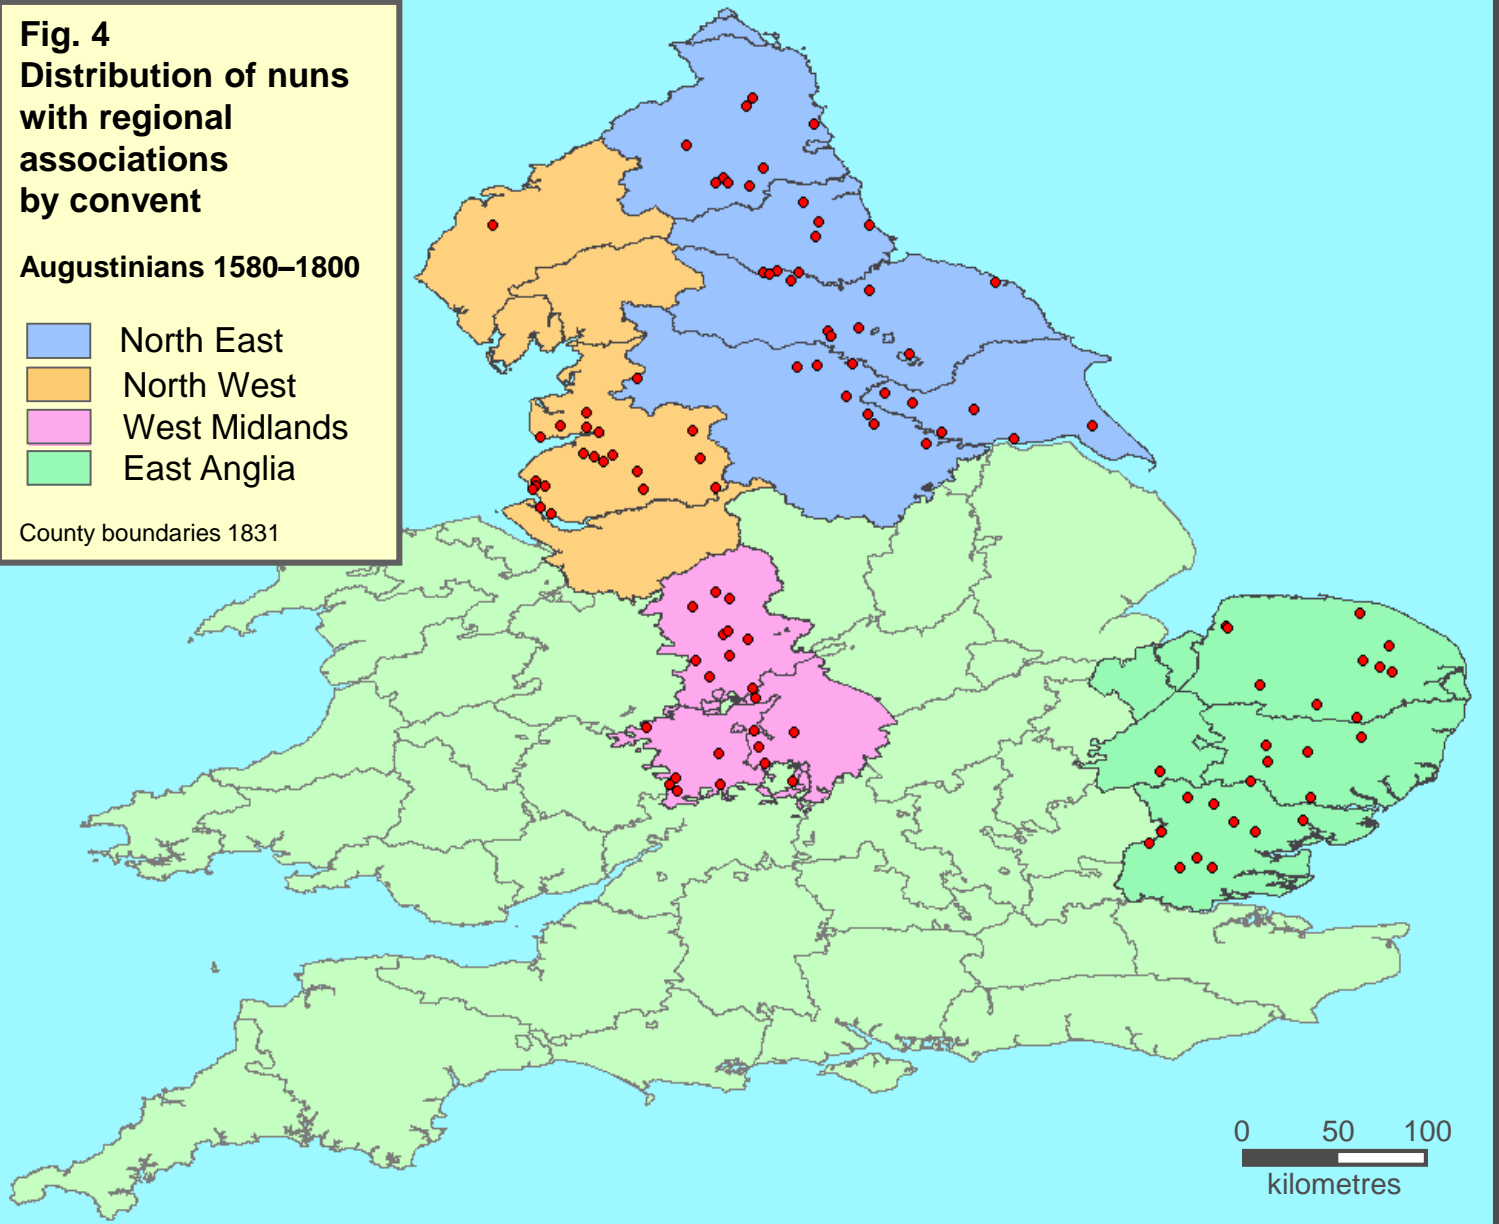 Fig. 4
Distribution of nuns
with regional
associations
by convent
Augustinians 1580–1800
North East
North West
West Midlands
East Anglia
County boundaries 1831
0 50 100
kilometres